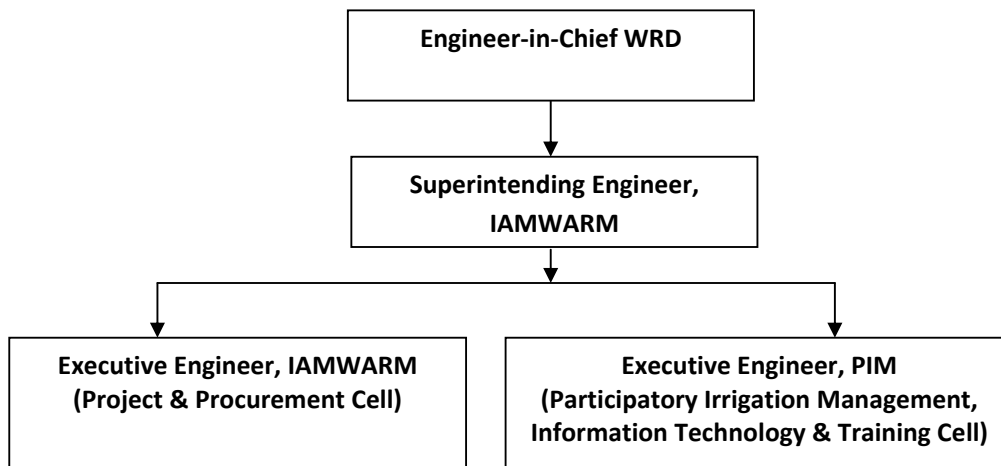 Engineer-in-Chief WRD
Superintending Engineer,
IAMWARM
Executive Engineer, IAMWARM
(Project & Procurement Cell)
Executive Engineer, PIM
(Participatory Irrigation Management,
Information Technology & Training Cell)